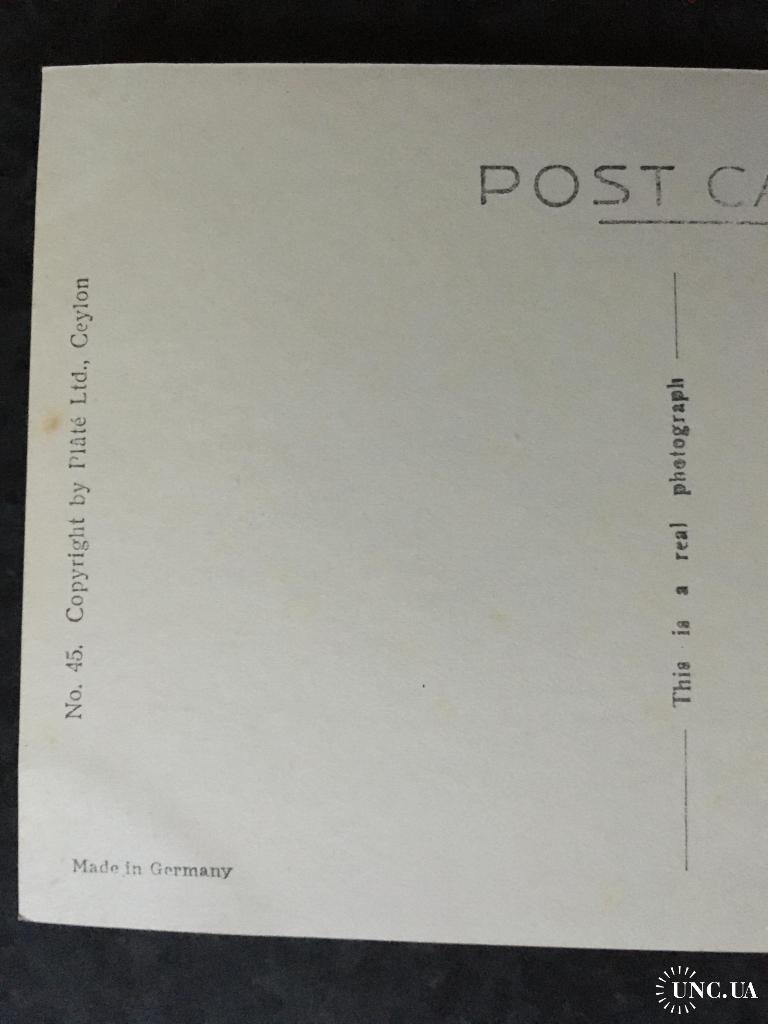 POST CA
No. 45. Copyright by Plâté Ltd., Ceylon
This is a real photograph
Made in Germany
UNC.UA